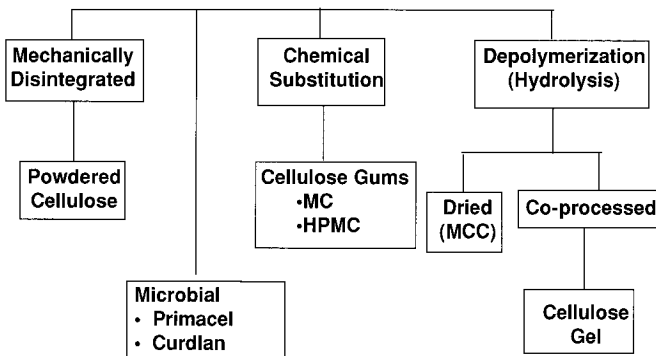 Mechanically
Disintegrated
Chemical
Substitution
Depolymerization
(Hydrolysis)
Powdered
Cellulose
Cellulose Gums
•MC
•HPMC
Dried
(MCC)
Co-processed
Microbial
• Primacel
• Curdlan
Cellulose
Gel